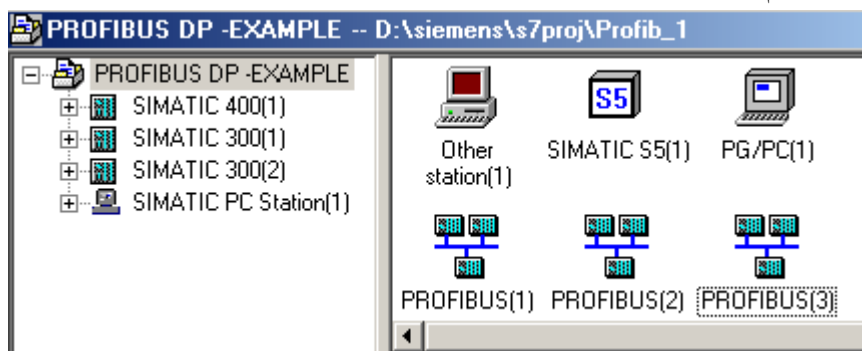 PROFIBUS DP -EXAMPLE -- D:\siemens\s7proj\Profib_1
PROFIBUS DP -EXAMPLE
SIMATIC 400(1)
SIMATIC 300(1)
SIMATIC 300(2)
SIMATIC PC Station(1)
S5
Other
station(1)
SIMATIC S5(1)
PG/PC(1)
PROFIBUS(1)
PROFIBUS(2)
PROFIBUS(3)